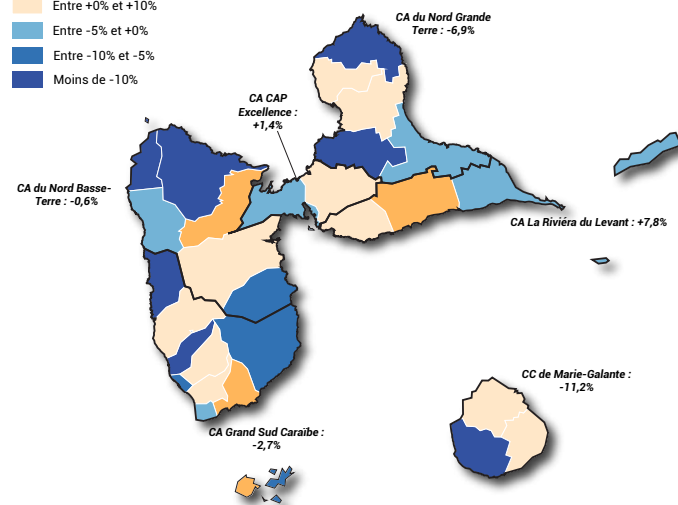 Entre +0% et +10%
Entre -5% et +0%
Entre -10% et -5%
Moins de -10%
CA du Nord Grande
Terre : -6,9%
CA CAP
Excellence :
+1,4%
CA du Nord Basse-
Terre : -0,6%
CA La Riviéra du Levant : +7,8%
CC de Marie-Galante :
-11,2%
CA Grand Sud Caraïbe :
-2,7%